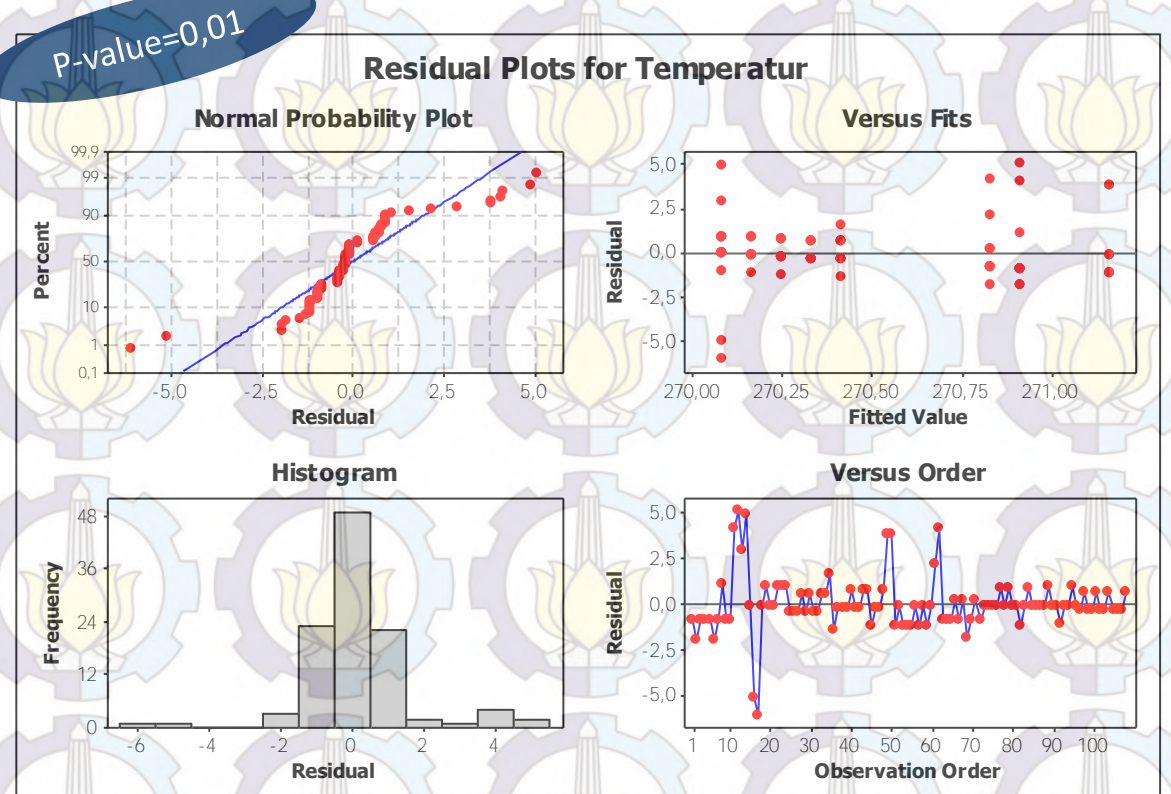 P-value=0,01
Residual Plots for Temperatur
Normal Probability Plot
99,9
99
90
50
10
1
0,1
Percent
-5,0 -2,5 0,0 2,5 5,0
Residual
Versus Fits
5,0
2,5
0,0
-2,5
-5,0
Residual
270,00 270,25 270,50 270,75 271,00
Fitted Value
Histogram
48
36
24
12
0
Frequency
-6 -4 -2 0 2 4
Residual
Versus Order
5,0
2,5
0,0
-2,5
-5,0
Residual
1 10 20 30 40 50 60 70 80 90 100
Observation Order